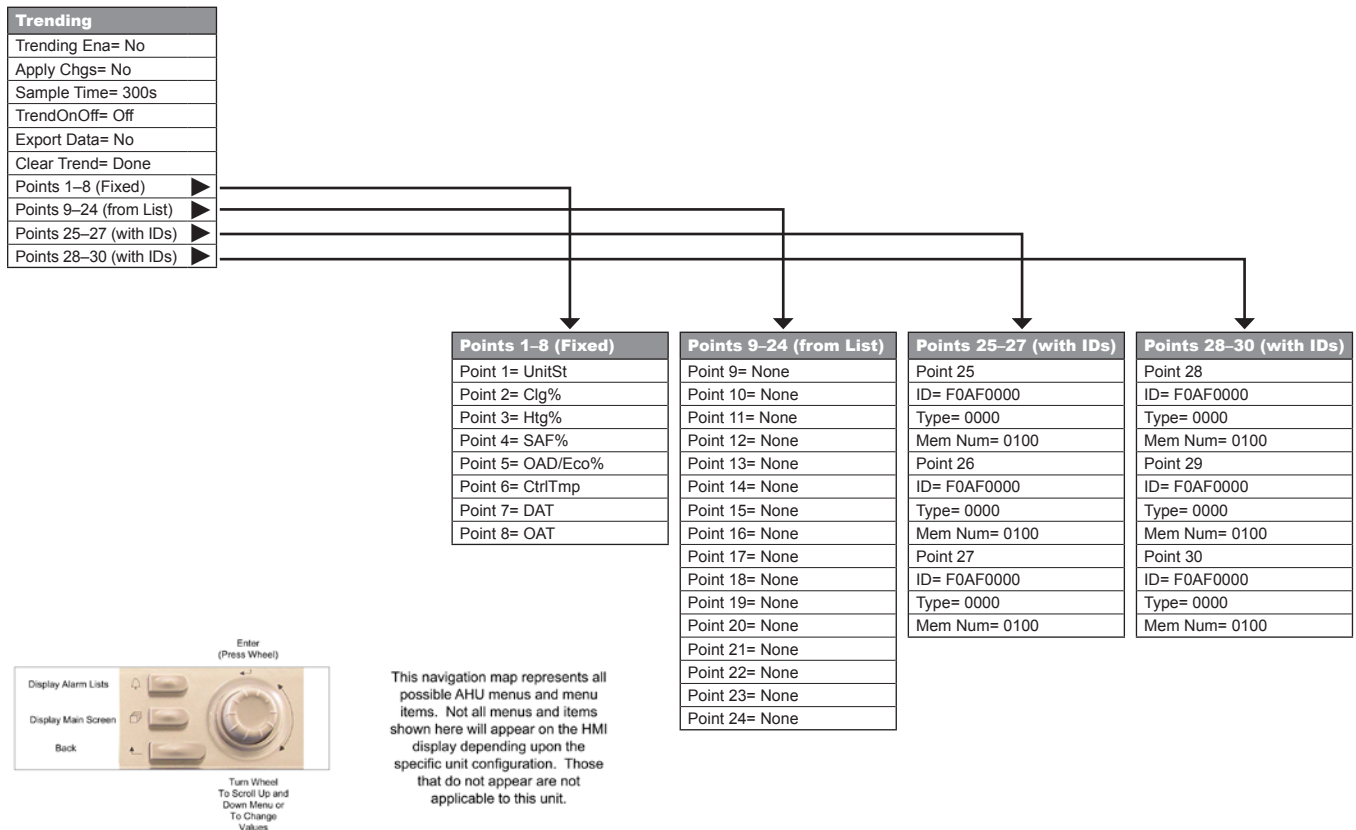 Trending
Trending Ena= No
Apply Chgs= No
Sample Time= 300s
TrendOnOff= Off
Export Data= No
Clear Trend= Done
Points 1–8 (Fixed)
Points 9–24 (from List)
Points 25–27 (with IDs)
Points 28–30 (with IDs)
Points 1–8 (Fixed)
Point 1= UnitSt
Point 2= Clg%
Point 3= Htg%
Point 4= SAF%
Point 5= OAD/Eco%
Point 6= CtrlTmp
Point 7= DAT
Point 8= OAT
Points 9–24 (from List)
Point 9= None
Point 10= None
Point 11= None
Point 12= None
Point 13= None
Point 14= None
Point 15= None
Point 16= None
Point 17= None
Point 18= None
Point 19= None
Point 20= None
Point 21= None
Point 22= None
Point 23= None
Point 24= None
Points 25–27 (with IDs)
Point 25
ID= F0AF0000
Type= 0000
Mem Num= 0100
Point 26
ID= F0AF0000
Type= 0000
Mem Num= 0100
Point 27
ID= F0AF0000
Type= 0000
Mem Num= 0100
Points 28–30 (with IDs)
Point 28
ID= F0AF0000
Type= 0000
Mem Num= 0100
Point 29
ID= F0AF0000
Type= 0000
Mem Num= 0100
Point 30
ID= F0AF0000
Type= 0000
Mem Num= 0100
Enter
(Press Wheel)
Display Alarm Lists
Display Main Screen
Back
Turn Wheel
To Scroll Up and
Down Menu or
To Change
Values
This navigation map represents all
possible AHU menus and menu
items. Not all menus and items
shown here will appear on the HMI
display depending upon the
specific unit configuration. Those
that do not appear are not
applicable to this unit.